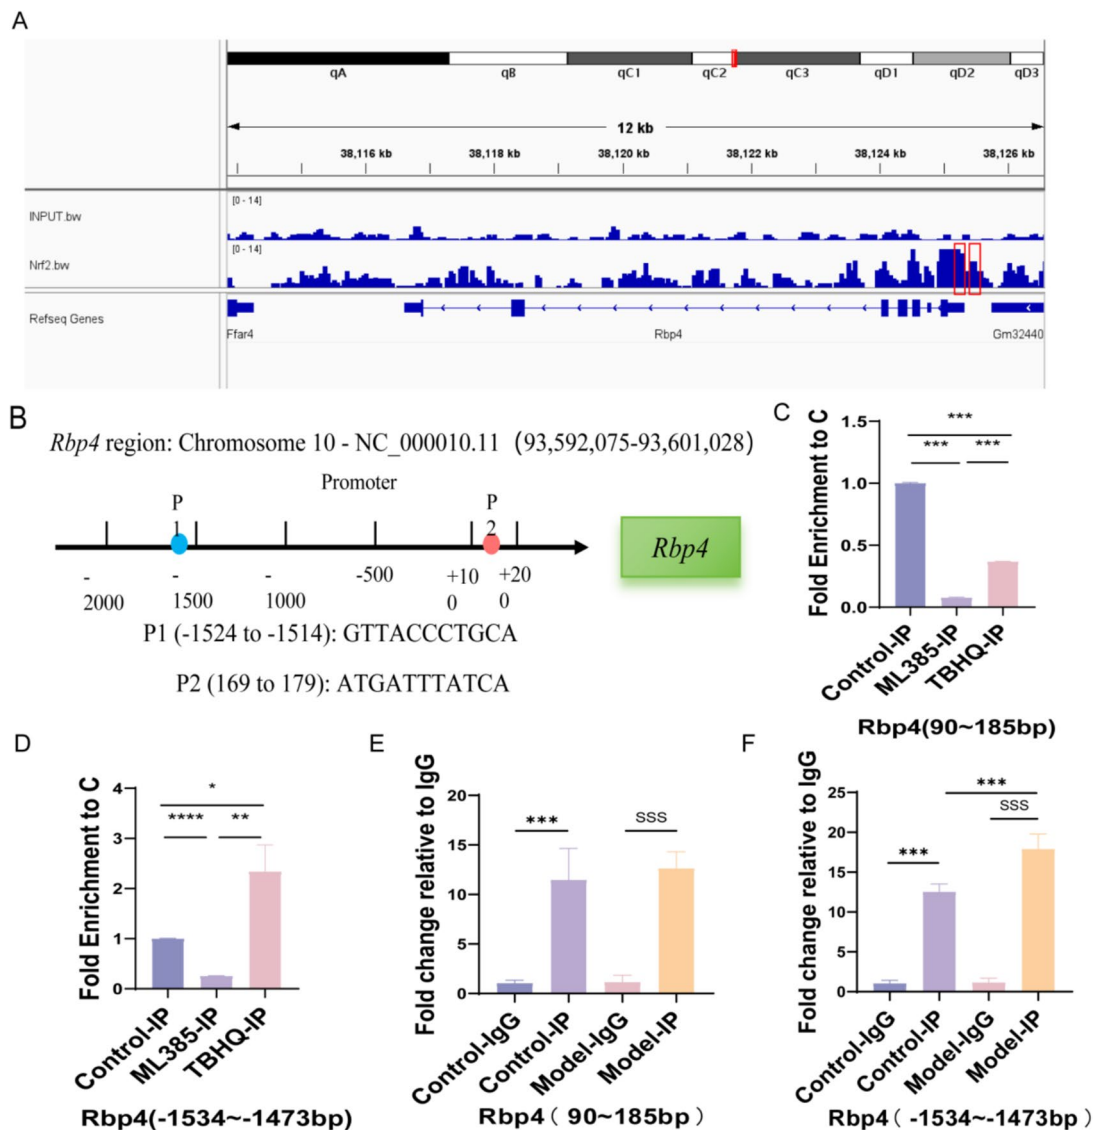 A
qA qB qC1 qC2 qC3 qD1 qD2 qD3
12 kb
38,116 kb 38,118 kb 38,120 kb 38,122 kb 38,124 kb 38,126 kb
[0 - 14]
INPUT.bw
[0 - 14]
Nrf2.bw
Refseq Genes
Ffar4 Rbp4 Gm32440
B
Rbp4 region: Chromosome 10 - NC_000010.11 (93,592,075-93,601,028)
Promoter
P P
1 2
Rbp4
- - - -500 +10 +20
2000 1500 1000 0 0
P1 (-1524 to -1514): GTTACCCTGCA
P2 (169 to 179): ATGATTTATCA
C
Fold Enrichment to C
1.5
1.0
0.5
0.0
***
*** ***
Control-IP
ML385-IP
TBHQ-IP
Rbp4(90~185bp)
D
Fold Enrichment to C
4
3
2
1
0
*
**** **
Control-IP
ML385-IP
TBHQ-IP
Rbp4(-1534~-1473bp)
E
Fold change relative to IgG
20
15
10
5
0
*** SSS
Control-IgG
Control-IP
Model-IgG
Model-IP
Rbp4（90~185bp）
F
Fold change relative to IgG
25
20
15
10
5
0
***
SSS
***
Control-IgG
Control-IP
Model-IgG
Model-IP
Rbp4（-1534~-1473bp）